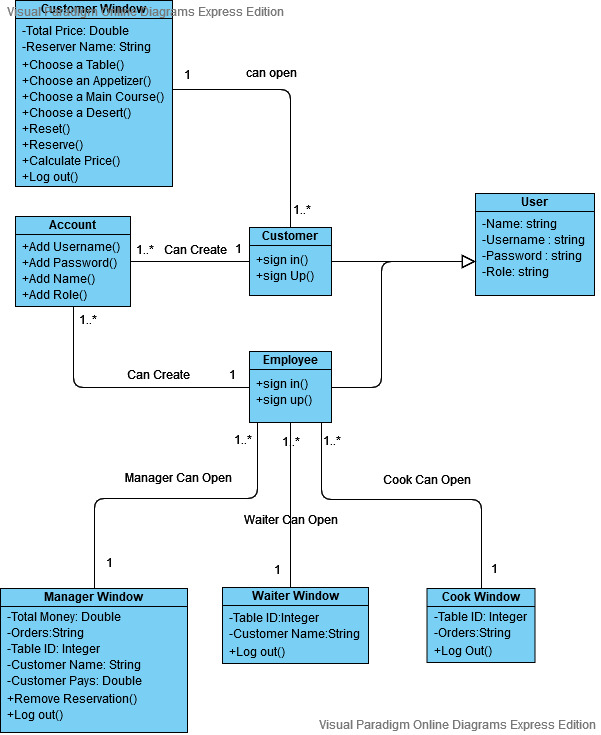 Visual Paradigm Online Diagrams Express Edition
Customer Window
-Total Price: Double
-Reserver Name: String
+Choose a Table()
+Choose an Appetizer()
+Choose a Main Course()
+Choose a Desert()
+Reset()
+Reserve()
+Calculate Price()
+Log out()
1
can open
1..*
User
-Name: string
-Username : string
-Password : string
-Role: string
Account
+Add Username()
+Add Password()
+Add Name()
+Add Role()
1..*
Can Create
1
Customer
+sign in()
+sign Up()
1..*
Can Create
1
Employee
+sign in()
+sign up()
1..*
1..*
1..*
Manager Can Open
Cook Can Open
Waiter Can Open
1
1
1
Manager Window
-Total Money: Double
-Orders:String
-Table ID: Integer
-Customer Name: String
-Customer Pays: Double
+Remove Reservation()
+Log out()
Waiter Window
-Table ID:Integer
-Customer Name:String
+Log out()
Cook Window
-Table ID: Integer
-Orders:String
+Log Out()
Visual Paradigm Online Diagrams Express Edition